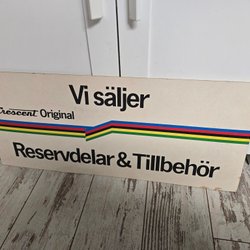 Vi säljer
Crescent Original
Reservdelar & Tillbehör